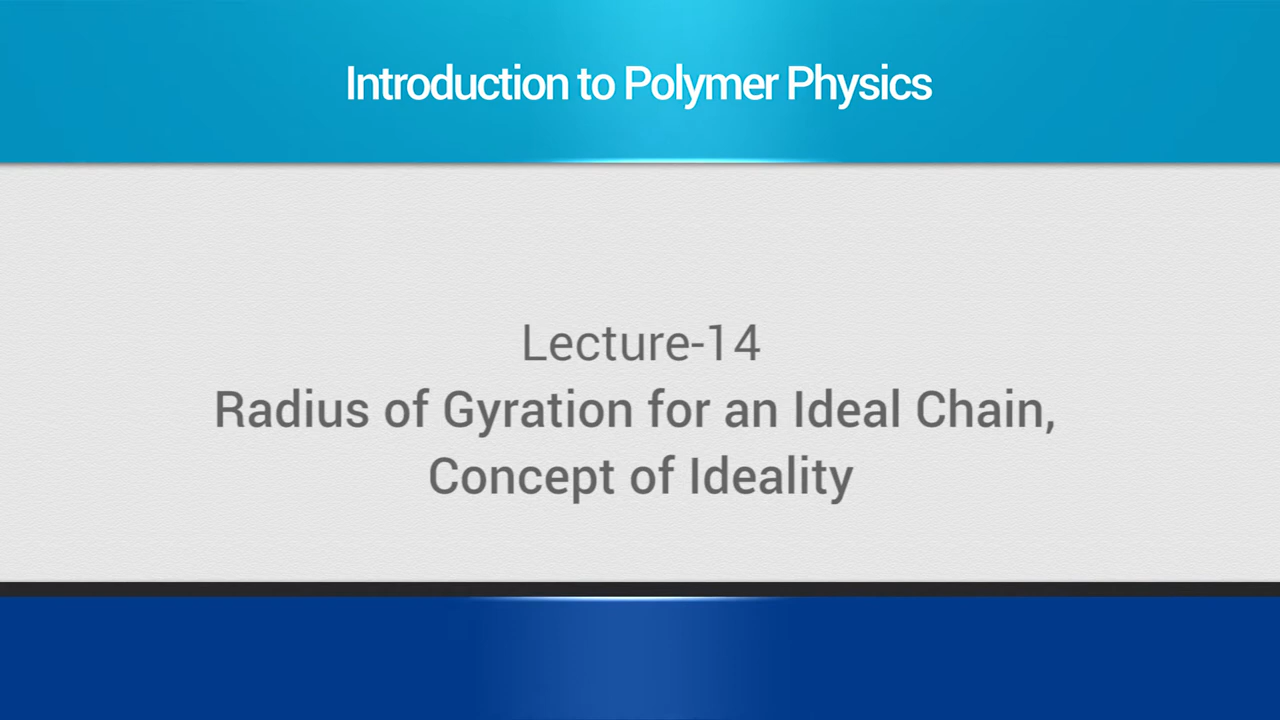 Introduction to Polymer Physics
Lecture-14
Radius of Gyration for an Ideal Chain,
Concept of Ideality